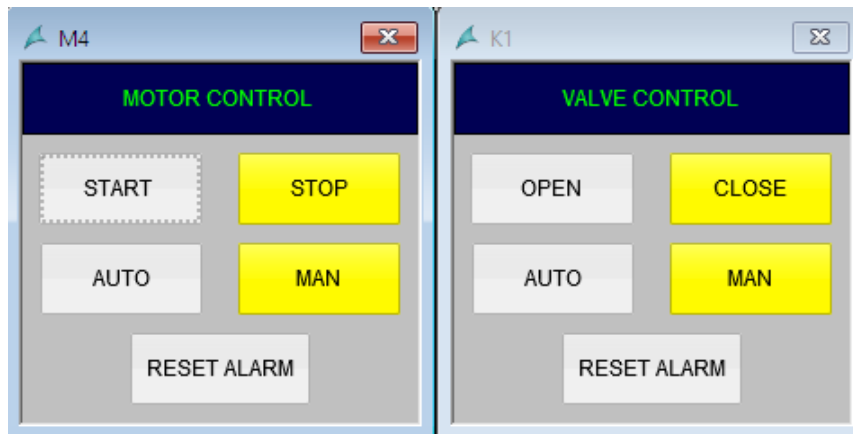 M4
MOTOR CONTROL
START STOP
AUTO MAN
RESET ALARM
K1
VALVE CONTROL
OPEN CLOSE
AUTO MAN
RESET ALARM